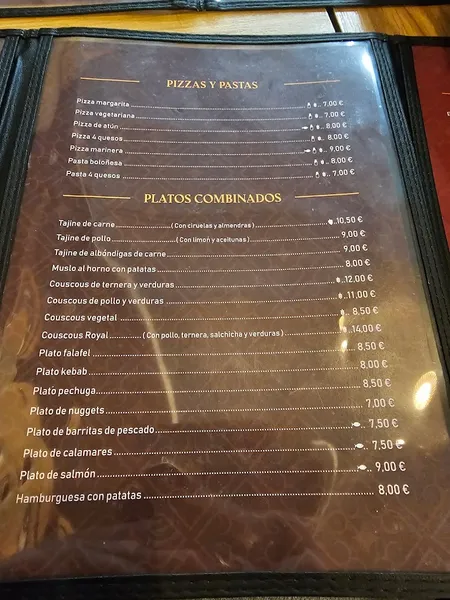 PIZZAS Y PASTAS
Pizza margarita 7,00 €
Pizza vegetariana 7,00 €
Pizza de atún 8,00 €
Pizza 4 quesos 8,00 €
Pizza marinera 9,00 €
Pasta boloñesa 8,00 €
Pasta 4 quesos 7,00 €
PLATOS COMBINADOS
Tajine de carne (Con ciruelas y almendras) 10,50 €
Tajine de pollo (Con limón y aceitunas) 9,00 €
Tajine de albóndigas de carne 9,00 €
Muslo al horno con patatas 8,00 €
Couscous de ternera y verduras 12,00 €
Couscous de pollo y verduras 11,00 €
Couscous vegetal 8,50 €
Couscous Royal (Con pollo, ternera, salchicha y verduras) 14,00 €
Plato falafel 8,50 €
Plato kebab 8,00 €
Plato pechuga 8,50 €
Plato de nuggets 7,00 €
Plato de barritas de pescado 7,50 €
Plato de calamares 7,50 €
Plato de salmón 9,00 €
Hamburguesa con patatas 8,00 €